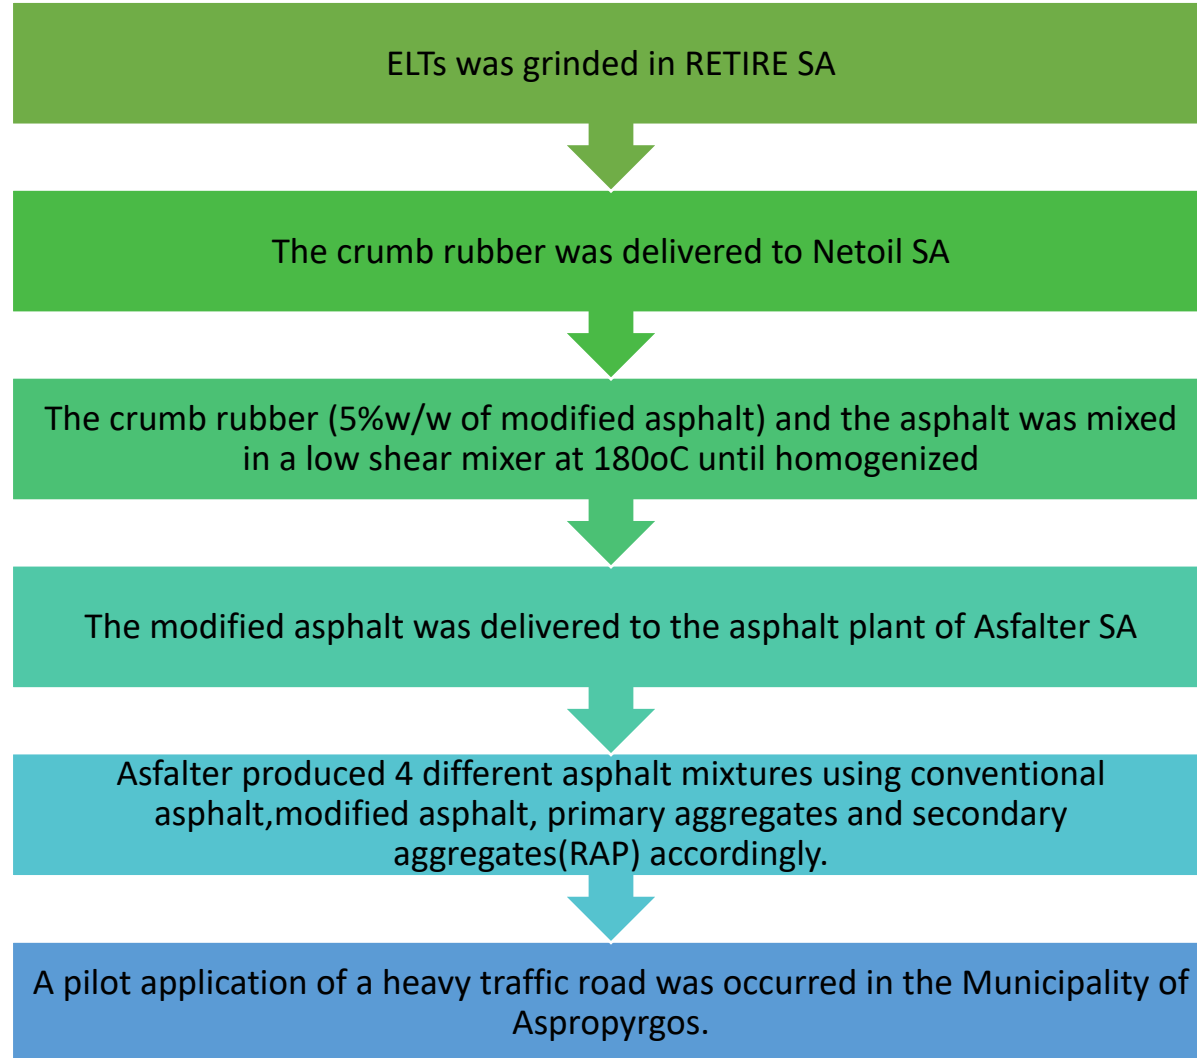 ELTs was grinded in RETIRE SA
The crumb rubber was delivered to Netoil SA
The crumb rubber (5%w/w of modified asphalt) and the asphalt was mixed
in a low shear mixer at 180oC until homogenized
The modified asphalt was delivered to the asphalt plant of Asfalter SA
Asfalter produced 4 different asphalt mixtures using conventional
asphalt,modified asphalt, primary aggregates and secondary
aggregates(RAP) accordingly.
A pilot application of a heavy traffic road was occurred in the Municipality of
Aspropyrgos.